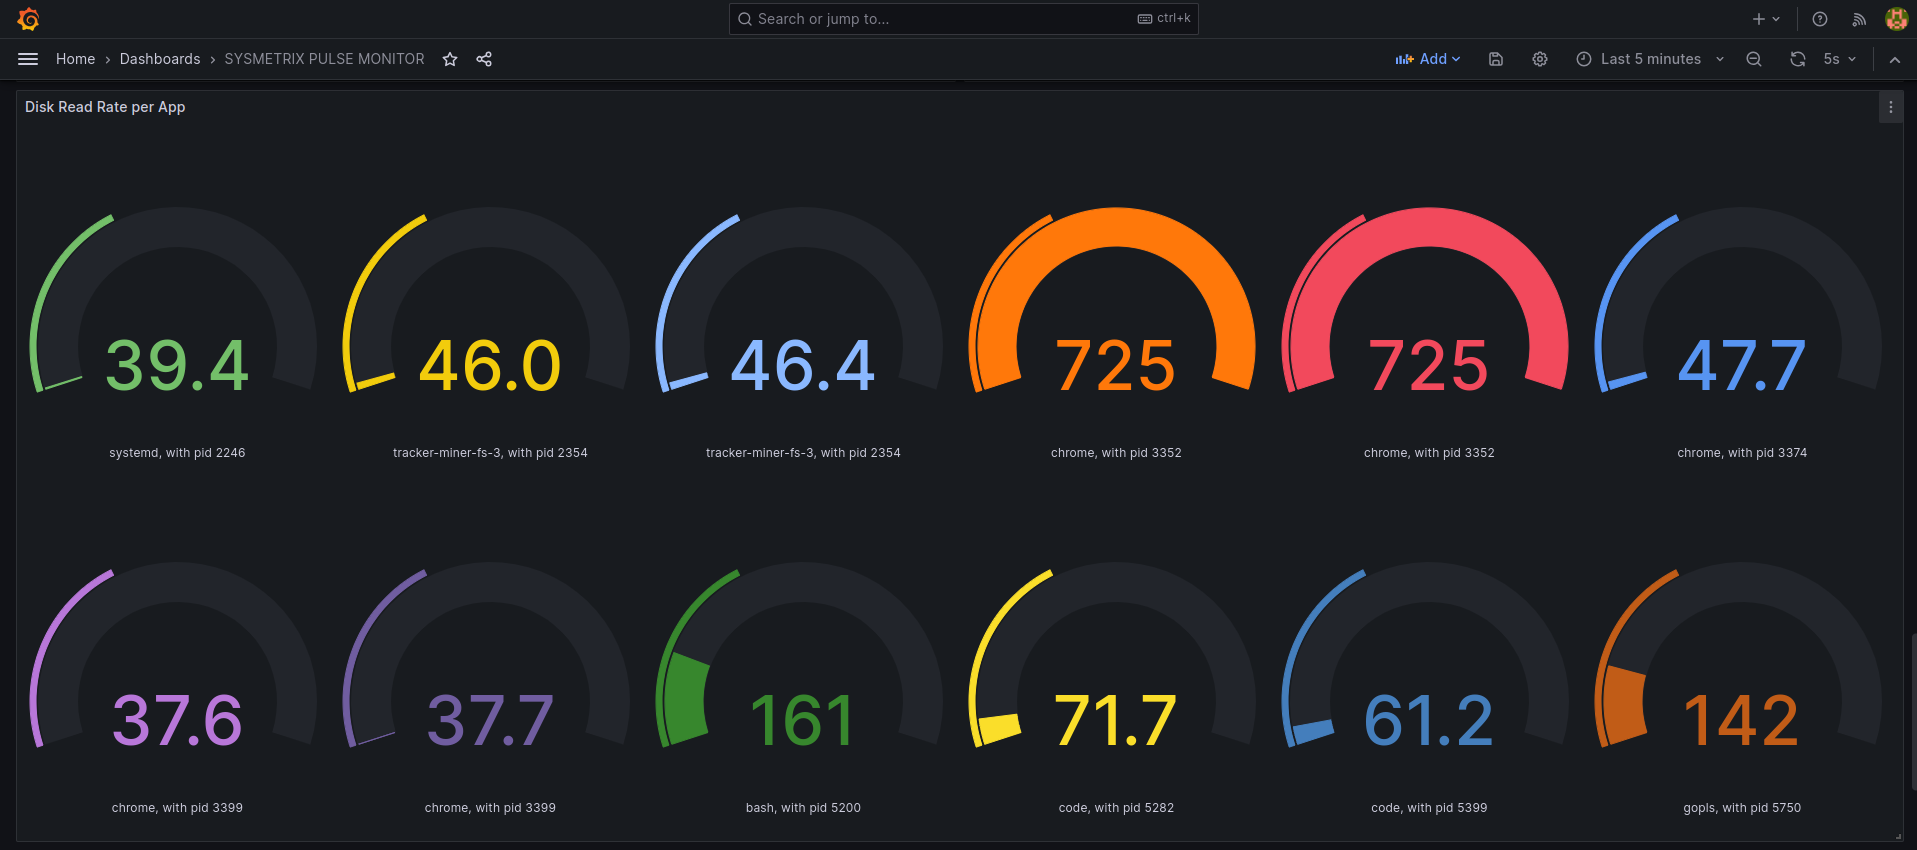 Search or jump to...
ctrl+k
Home › Dashboards › SYSMETRIX PULSE MONITOR
Add
Last 5 minutes
5s
Disk Read Rate per App
39.4
46.0
46.4
725
725
47.7
systemd, with pid 2246
tracker-miner-fs-3, with pid 2354
tracker-miner-fs-3, with pid 2354
chrome, with pid 3352
chrome, with pid 3352
chrome, with pid 3374
37.6
37.7
161
71.7
61.2
142
chrome, with pid 3399
chrome, with pid 3399
bash, with pid 5200
code, with pid 5282
code, with pid 5399
gopls, with pid 5750